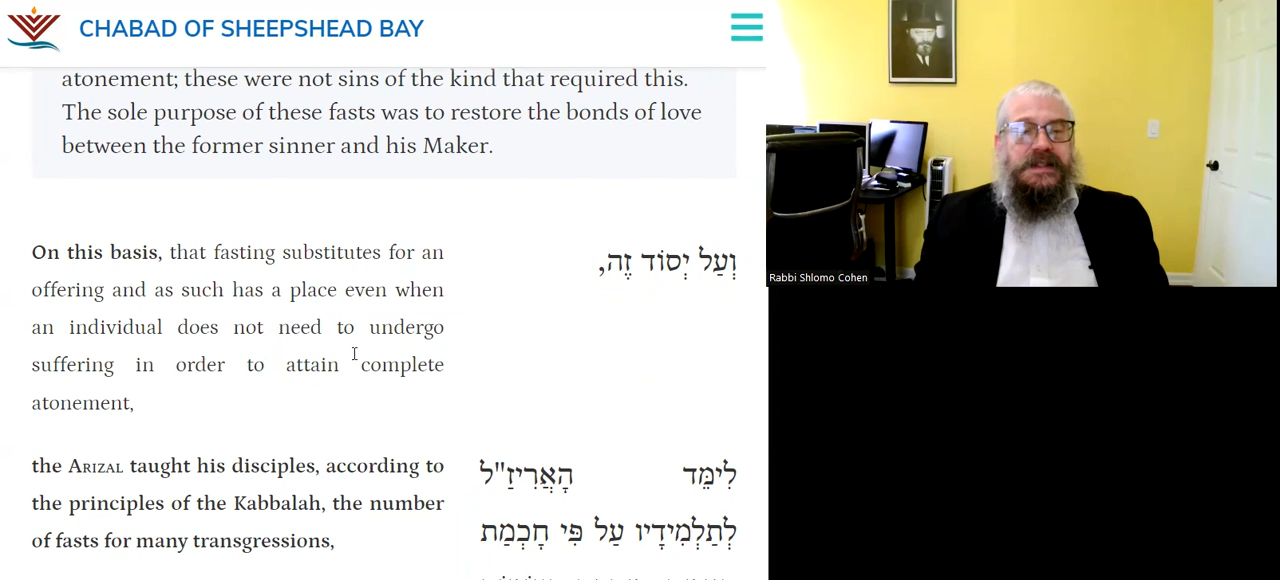 CHABAD OF SHEEPSHEAD BAY
atonement; these were not sins of the kind that required this.
The sole purpose of these fasts was to restore the bonds of love
between the former sinner and his Maker.
On this basis, that fasting substitutes for an
offering and as such has a place even when
an individual does not need to undergo
suffering in order to attain complete
atonement,
וְעַל יְסוֹד זֶה,
the ARIZAL taught his disciples, according to
the principles of the Kabbalah, the number
of fasts for many transgressions,
לִימֵּד הָאֲרִיזַ"ל
לְתַלְמִידָיו עַל פִּי חָכְמַת
Rabbi Shlomo Cohen